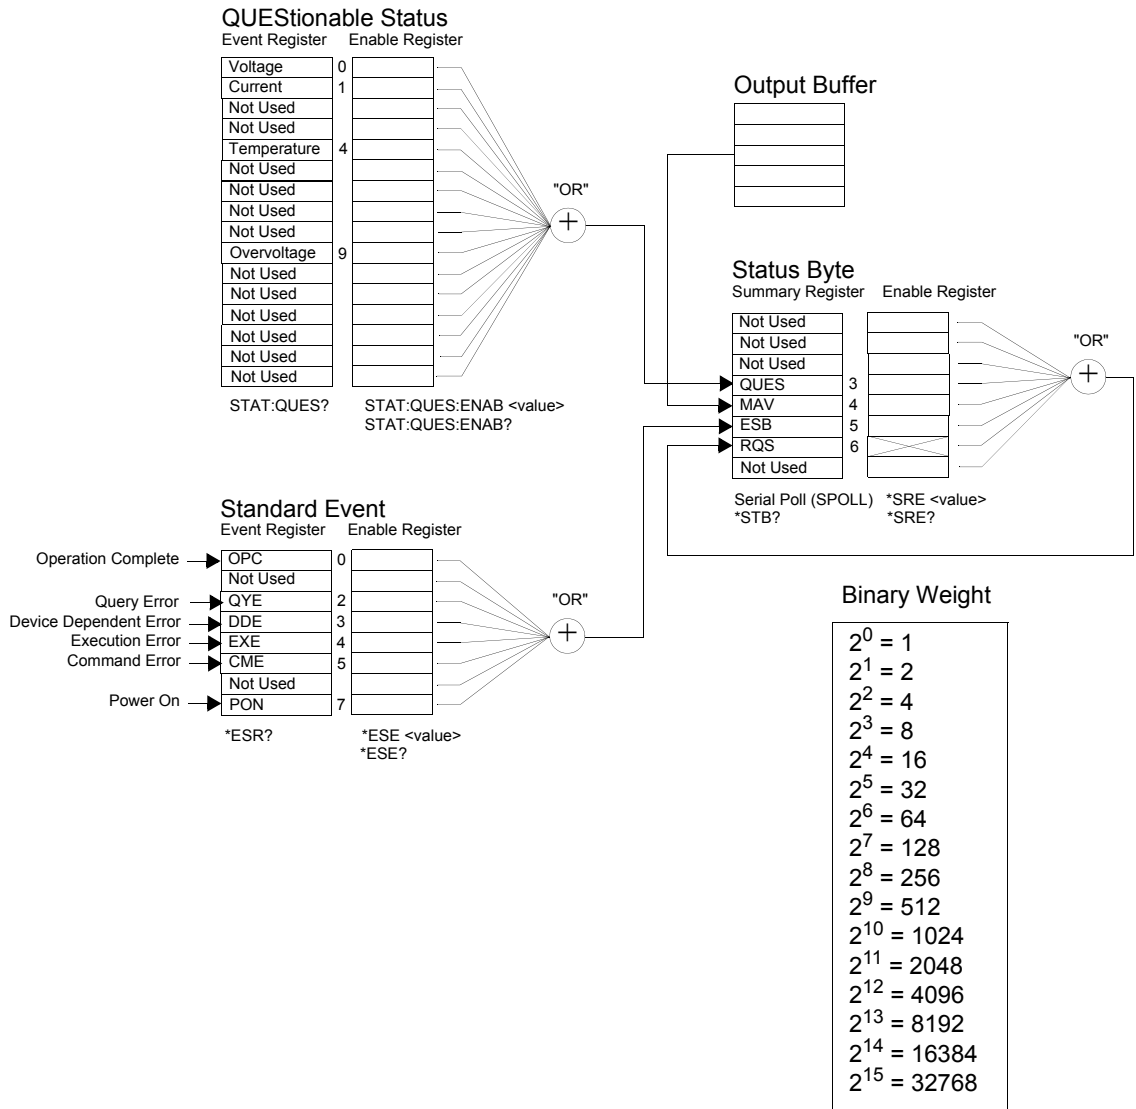 QUEStionable Status
Event Register Enable Register
Voltage 0
Current 1
Not Used
Not Used
Temperature 4
Not Used
Not Used
Not Used
Not Used
Overvoltage 9
Not Used
Not Used
Not Used
Not Used
Not Used
Not Used
STAT:QUES? STAT:QUES:ENAB <value>
STAT:QUES:ENAB?
"OR"
+
Output Buffer
Status Byte
Summary Register Enable Register
Not Used
Not Used
Not Used
QUES 3
MAV 4
ESB 5
RQS 6
Not Used
Serial Poll (SPOLL) *SRE <value>
*STB? *SRE?
"OR"
+
Standard Event
Event Register Enable Register
Operation Complete OPC 0
Not Used
Query Error QYE 2
Device Dependent Error DDE 3
Execution Error EXE 4
Command Error CME 5
Not Used
Power On PON 7
*ESR? *ESE <value>
*ESE?
"OR"
+
Binary Weight
2^0 = 1
2^1 = 2
2^2 = 4
2^3 = 8
2^4 = 16
2^5 = 32
2^6 = 64
2^7 = 128
2^8 = 256
2^9 = 512
2^10 = 1024
2^11 = 2048
2^12 = 4096
2^13 = 8192
2^14 = 16384
2^15 = 32768